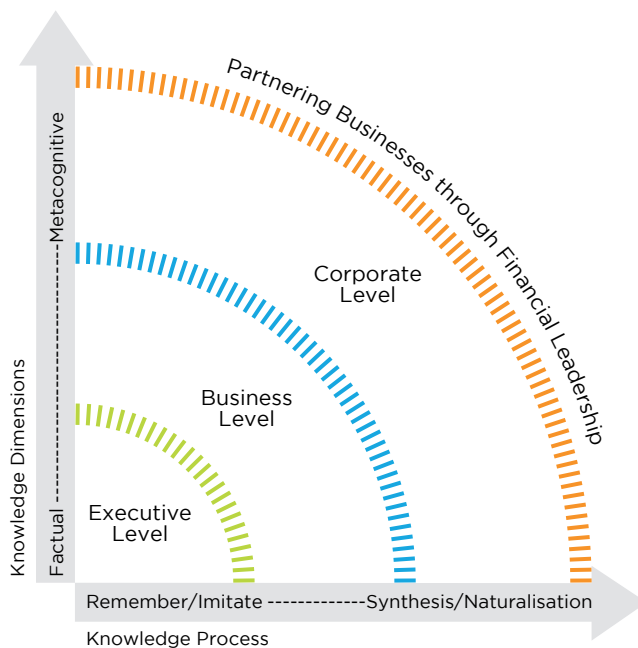 Partnering Businesses through Financial Leadership
Corporate
Level
Business
Level
Executive
Level
Knowledge Dimensions
Factual ----------------------Metacognitive
Remember/Imitate ------------- Synthesis/Naturalisation
Knowledge Process